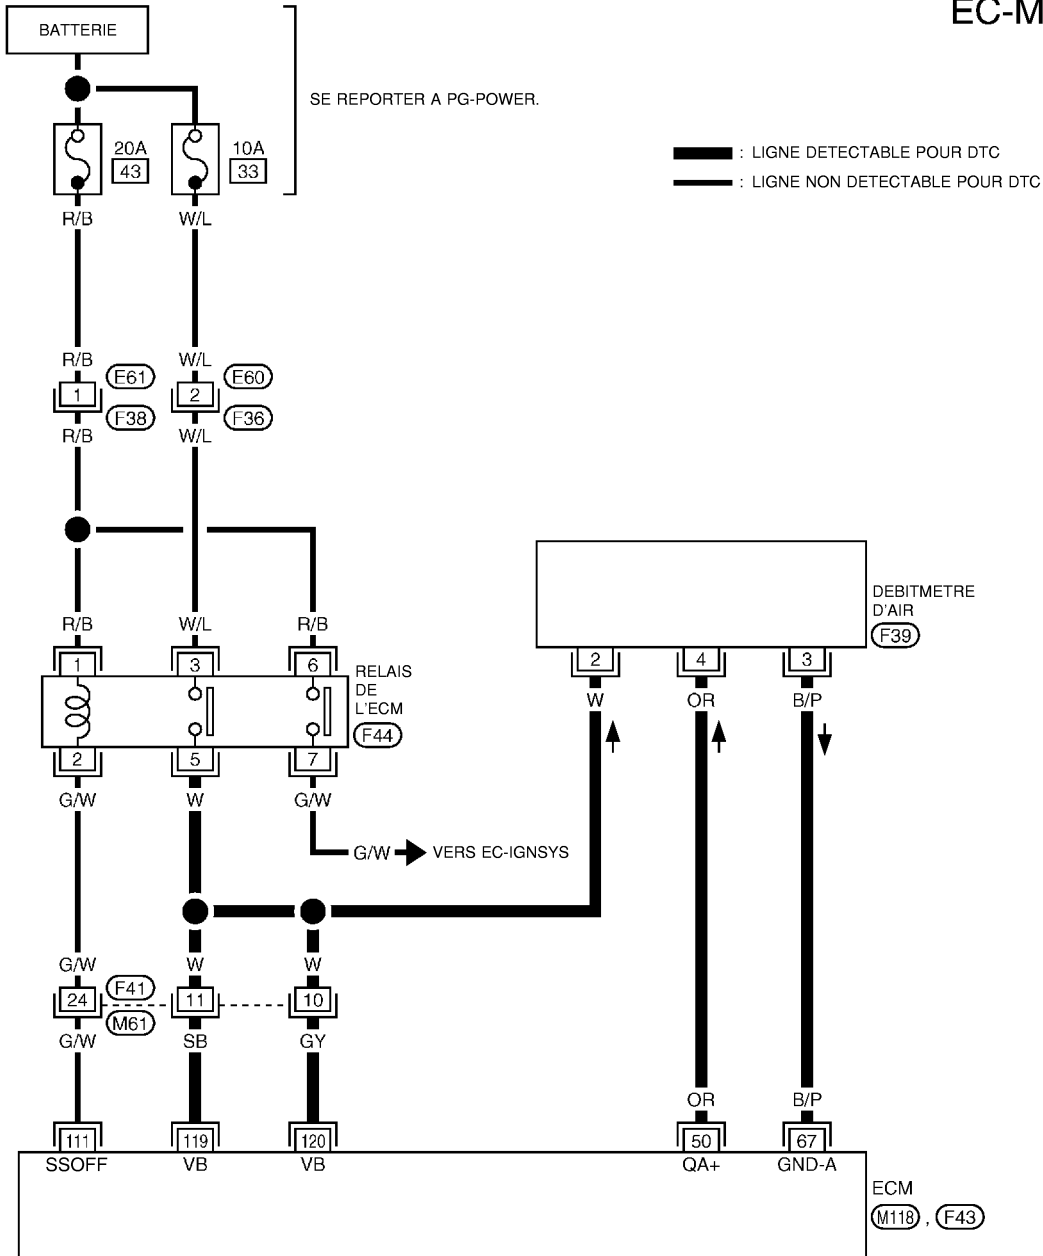 EC-M
BATTERIE
SE REPORTER A PG-POWER.
20A
43
10A
33
: LIGNE DETECTABLE POUR DTC
: LIGNE NON DETECTABLE POUR DTC
R/B W/L
R/B W/L
1 E61 2 E60
F38 F36
R/B W/L
DEBITMETRE
D'AIR
F39
R/B W/L R/B
1 3 6
2 4 3
RELAIS
DE
L'ECM
F44
W OR B/P
2 5 7
G/W W G/W
G/W VERS EC-IGNSYS
G/W W W
24 F41 11 10
M61
G/W SB GY
OR B/P
111 119 120 50 67
SSOFF VB VB QA+ GND-A
ECM
M118 , F43